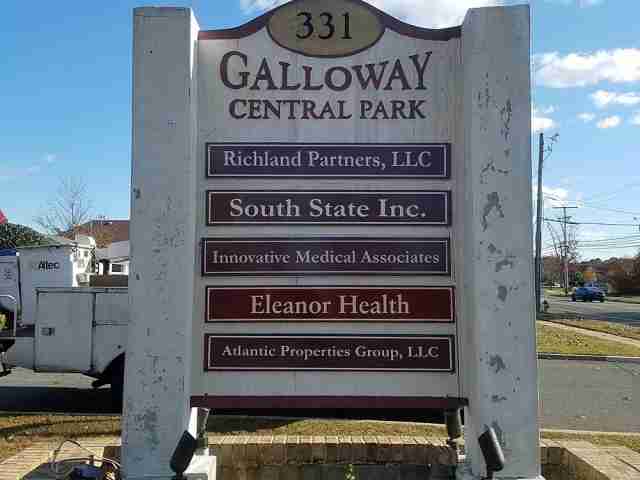 331
GALLOWAY
CENTRAL PARK
Richland Partners, LLC
South State Inc.
Innovative Medical Associates
Eleanor Health
Atlantic Properties Group, LLC
Altec